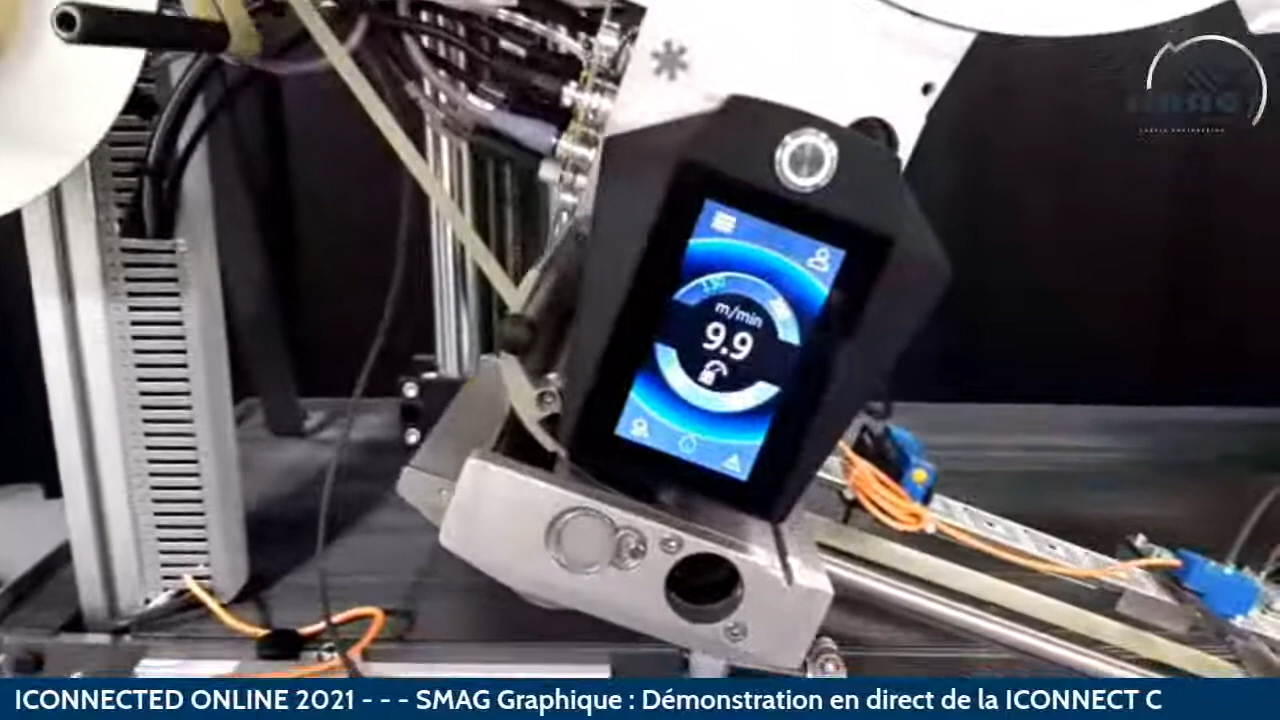 m/min
9.9
ICONNECTED ONLINE 2021 - - - SMAG Graphique : Démonstration en direct de la ICONNECT C